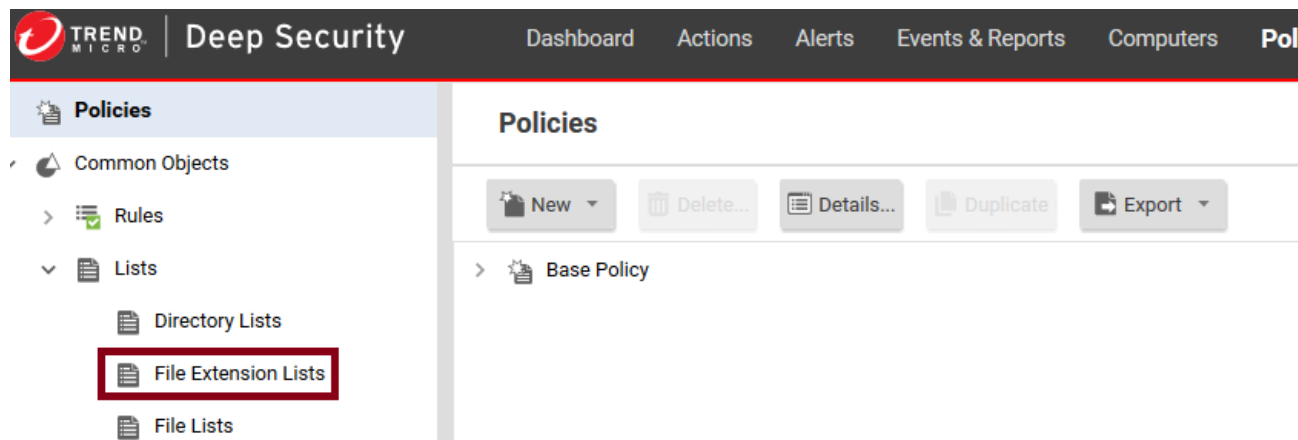 TREND MICRO | Deep Security
Dashboard Actions Alerts Events & Reports Computers Pol
Policies
Common Objects
Rules
Lists
Directory Lists
File Extension Lists
File Lists
Policies
New Delete... Details... Duplicate Export
Base Policy